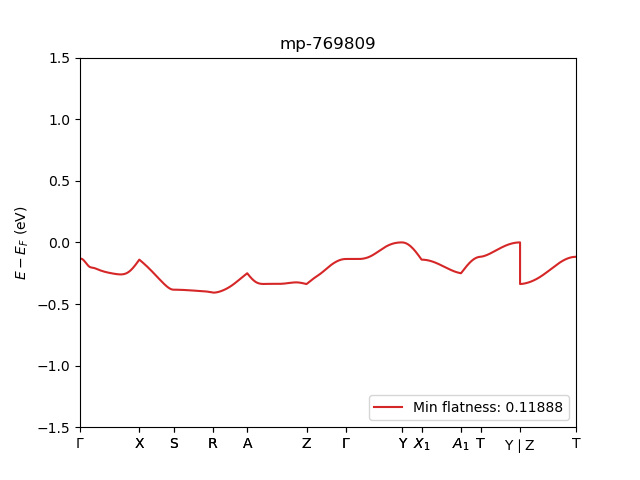 mp-769809
1.5
1.0
0.5
0.0
−0.5
−1.0
−1.5
E − E_F (eV)
Min flatness: 0.11888
Γ X S R A Z Γ Y X₁ A₁ T Y | Z T